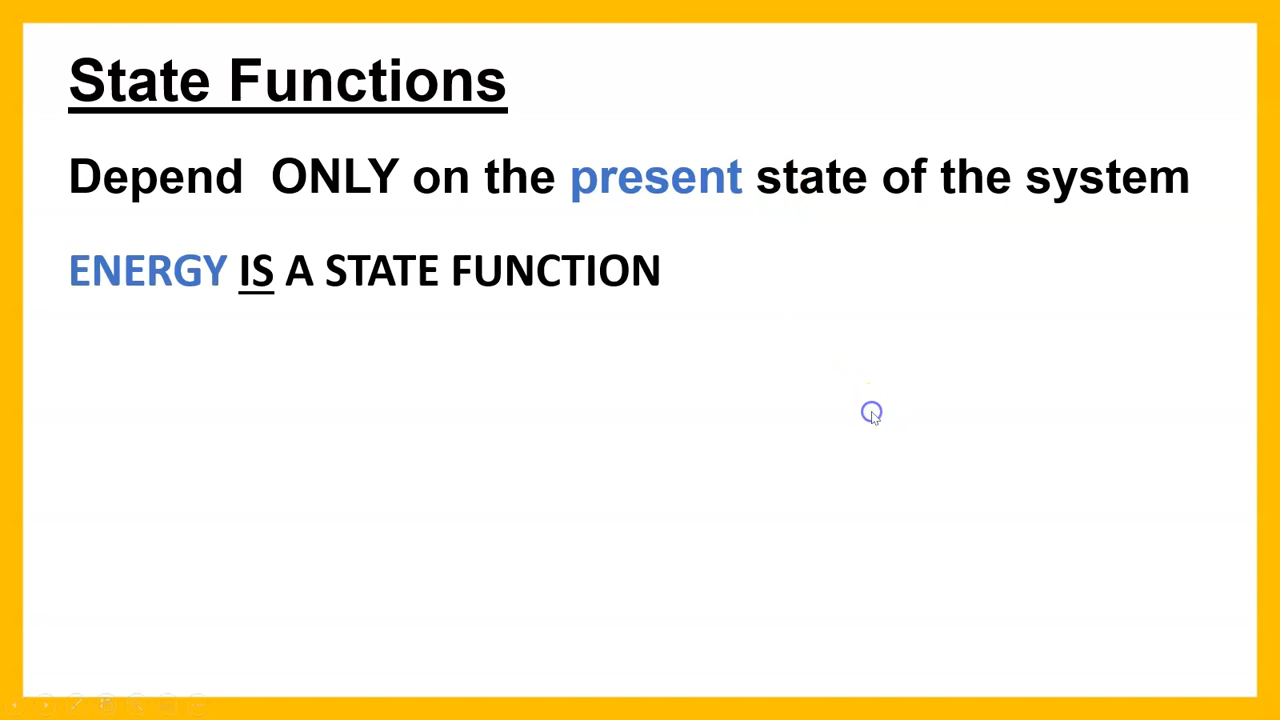 State Functions
Depend  ONLY on the present state of the system
ENERGY IS A STATE FUNCTION